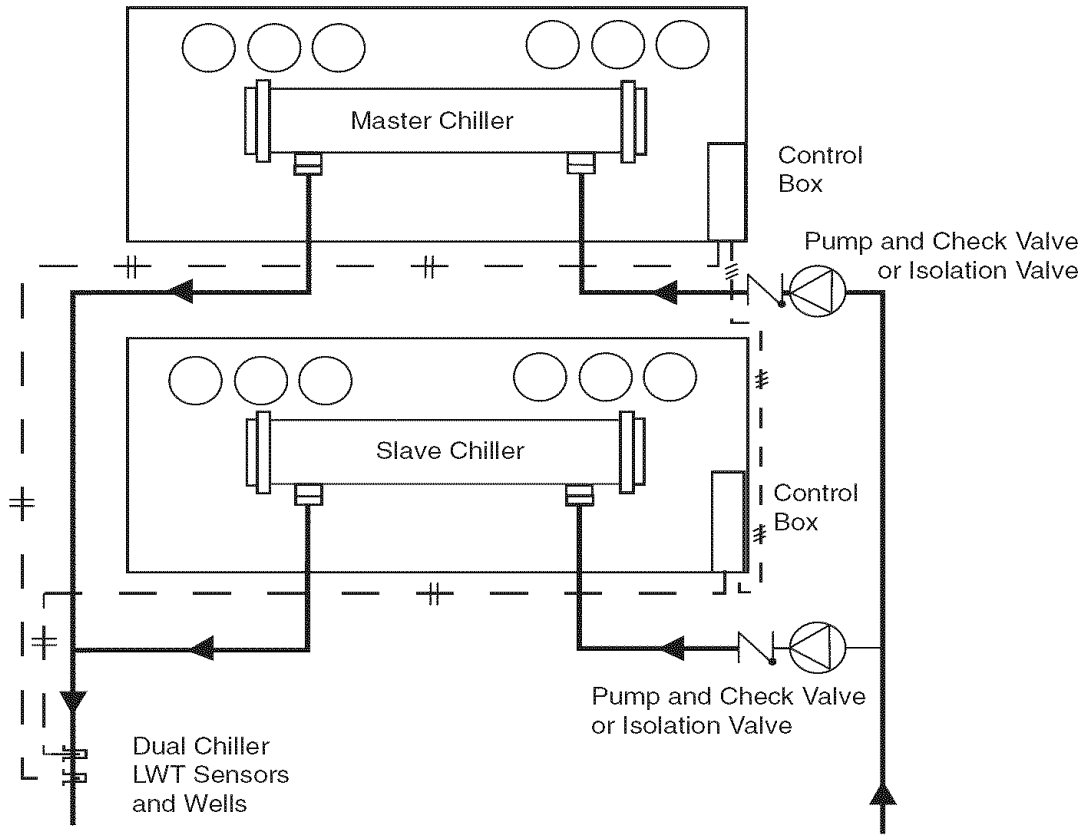 Master Chiller
Control
Box
Pump and Check Valve
or Isolation Valve
Slave Chiller
Control
Box
Pump and Check Valve
or Isolation Valve
Dual Chiller
LWT Sensors
and Wells